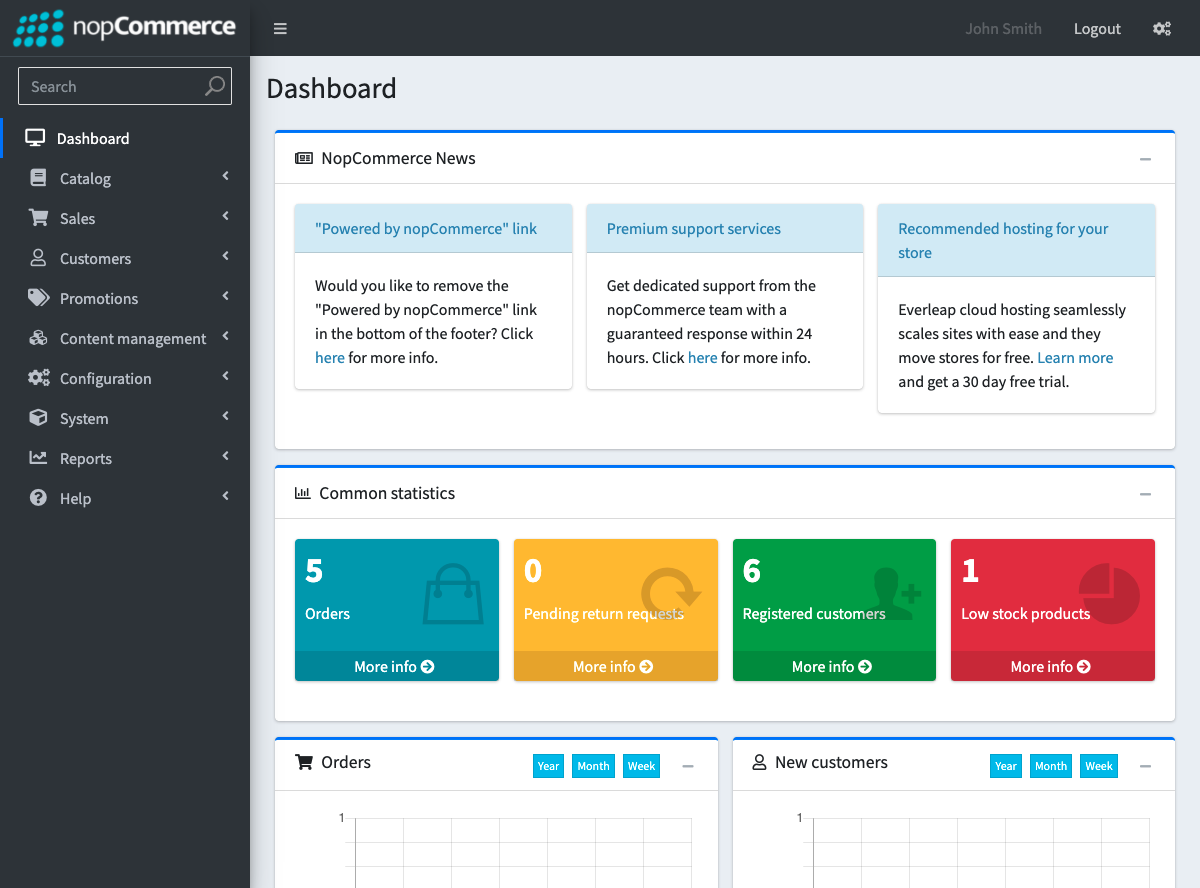 nopCommerce
John Smith
Logout
Search
Dashboard
Catalog
Sales
Customers
Promotions
Content management
Configuration
System
Reports
Help
Dashboard
NopCommerce News
"Powered by nopCommerce" link
Would you like to remove the
"Powered by nopCommerce" link
in the bottom of the footer? Click
here for more info.
Premium support services
Get dedicated support from the
nopCommerce team with a
guaranteed response within 24
hours. Click here for more info.
Recommended hosting for your
store
Everleap cloud hosting seamlessly
scales sites with ease and they
move stores for free. Learn more
and get a 30 day free trial.
Common statistics
5
Orders
More info
0
Pending return requests
More info
6
Registered customers
More info
1
Low stock products
More info
Orders
Year Month Week
1
New customers
Year Month Week
1